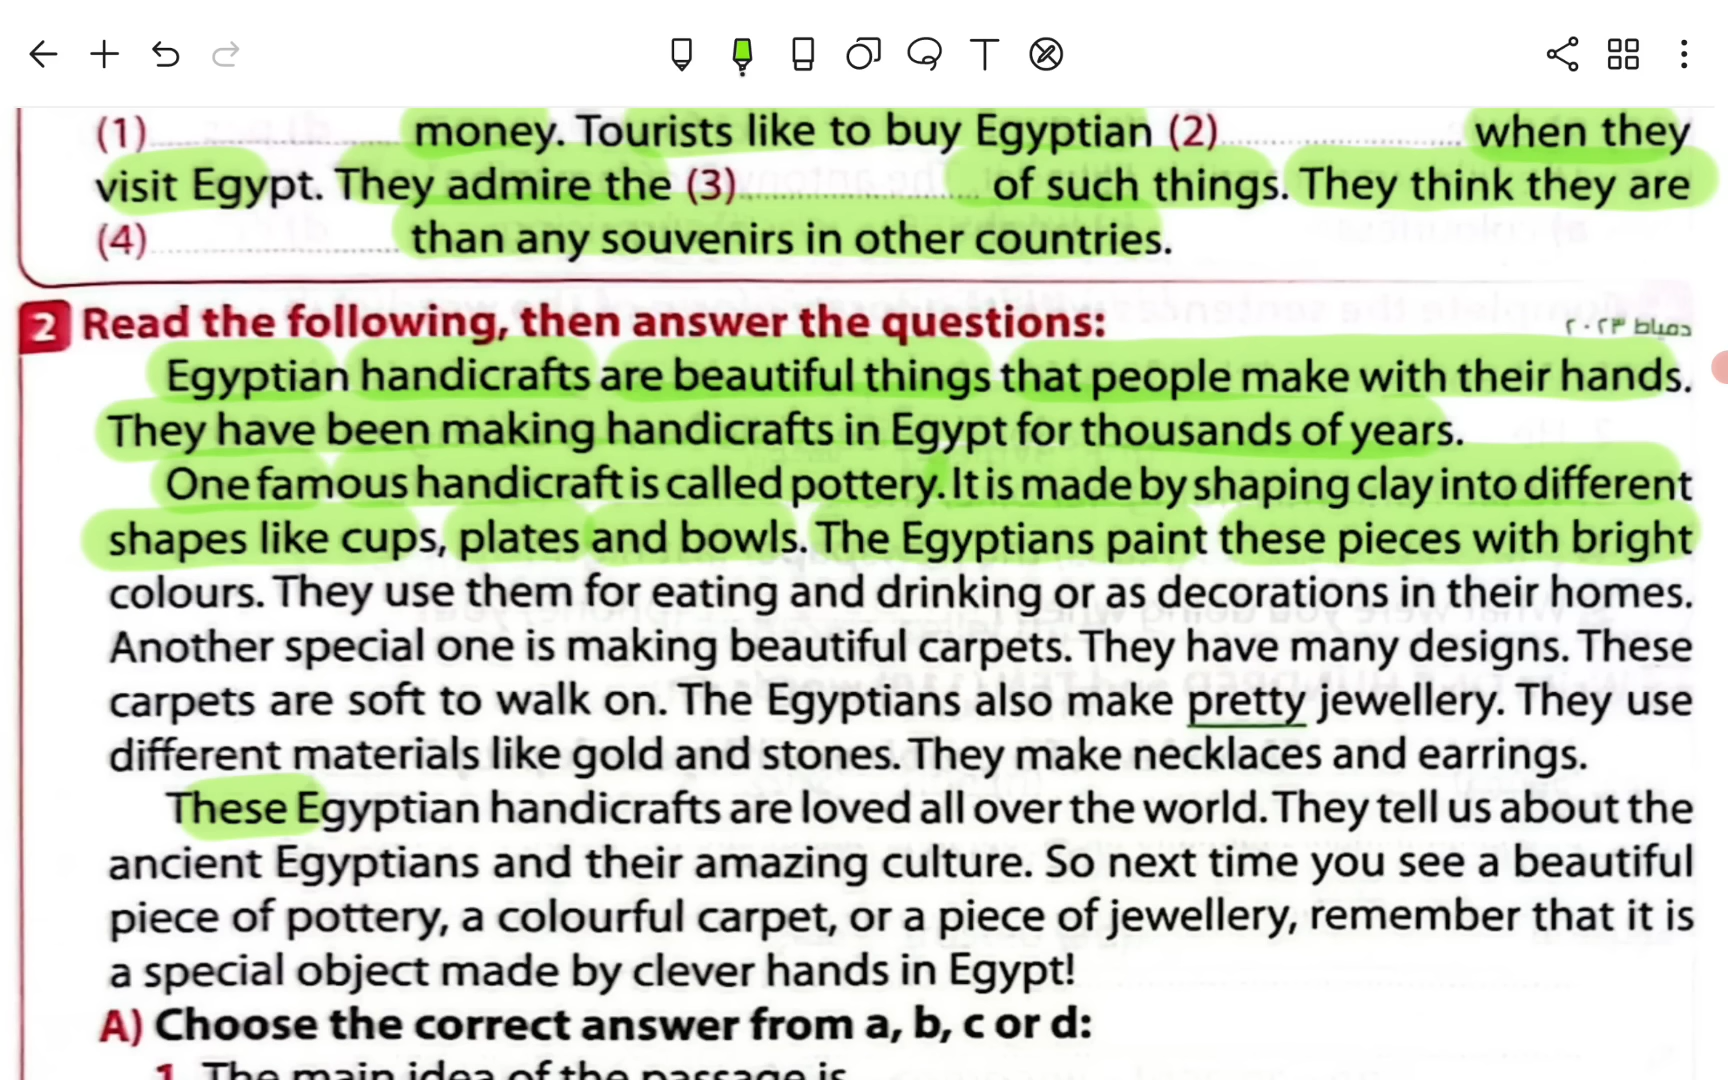 (1) money. Tourists like to buy Egyptian (2) when they
visit Egypt. They admire the (3) of such things. They think they are
(4) than any souvenirs in other countries.
2 Read the following, then answer the questions: دمياط ٢٠٢٣
Egyptian handicrafts are beautiful things that people make with their hands.
They have been making handicrafts in Egypt for thousands of years.
One famous handicraft is called pottery. It is made by shaping clay into different
shapes like cups, plates and bowls. The Egyptians paint these pieces with bright
colours. They use them for eating and drinking or as decorations in their homes.
Another special one is making beautiful carpets. They have many designs. These
carpets are soft to walk on. The Egyptians also make pretty jewellery. They use
different materials like gold and stones. They make necklaces and earrings.
These Egyptian handicrafts are loved all over the world. They tell us about the
ancient Egyptians and their amazing culture. So next time you see a beautiful
piece of pottery, a colourful carpet, or a piece of jewellery, remember that it is
a special object made by clever hands in Egypt!
A) Choose the correct answer from a, b, c or d:
1. The main idea of the passage is